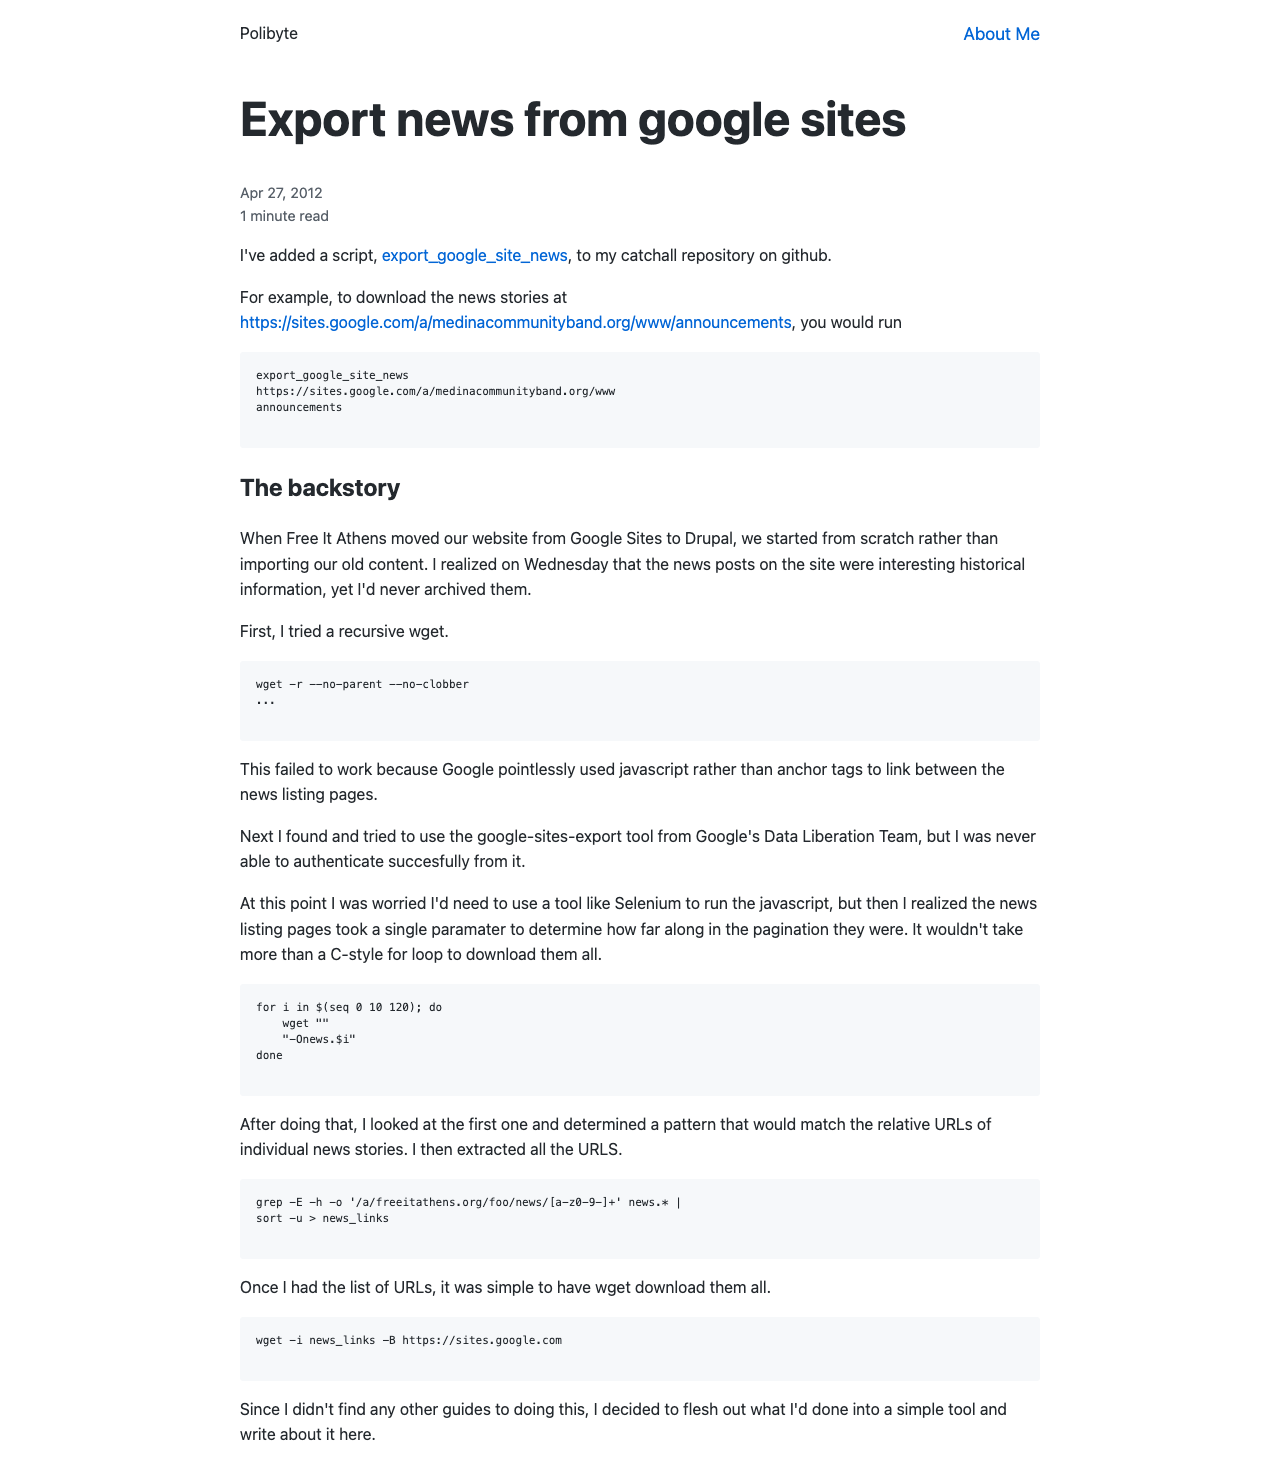 Polibyte
About Me
Export news from google sites
Apr 27, 2012
1 minute read
I've added a script, export_google_site_news, to my catchall repository on github.
For example, to download the news stories at
https://sites.google.com/a/medinacommunityband.org/www/announcements, you would run
export_google_site_news
https://sites.google.com/a/medinacommunityband.org/www
announcements
The backstory
When Free It Athens moved our website from Google Sites to Drupal, we started from scratch rather than
importing our old content. I realized on Wednesday that the news posts on the site were interesting historical
information, yet I'd never archived them.
First, I tried a recursive wget.
wget -r --no-parent --no-clobber
...
This failed to work because Google pointlessly used javascript rather than anchor tags to link between the
news listing pages.
Next I found and tried to use the google-sites-export tool from Google's Data Liberation Team, but I was never
able to authenticate succesfully from it.
At this point I was worried I'd need to use a tool like Selenium to run the javascript, but then I realized the news
listing pages took a single paramater to determine how far along in the pagination they were. It wouldn't take
more than a C-style for loop to download them all.
for i in $(seq 0 10 120); do
    wget ""
    "-Onews.$i"
done
After doing that, I looked at the first one and determined a pattern that would match the relative URLs of
individual news stories. I then extracted all the URLS.
grep -E -h -o '/a/freeitathens.org/foo/news/[a-z0-9-]+' news.* |
sort -u > news_links
Once I had the list of URLs, it was simple to have wget download them all.
wget -i news_links -B https://sites.google.com
Since I didn't find any other guides to doing this, I decided to flesh out what I'd done into a simple tool and
write about it here.